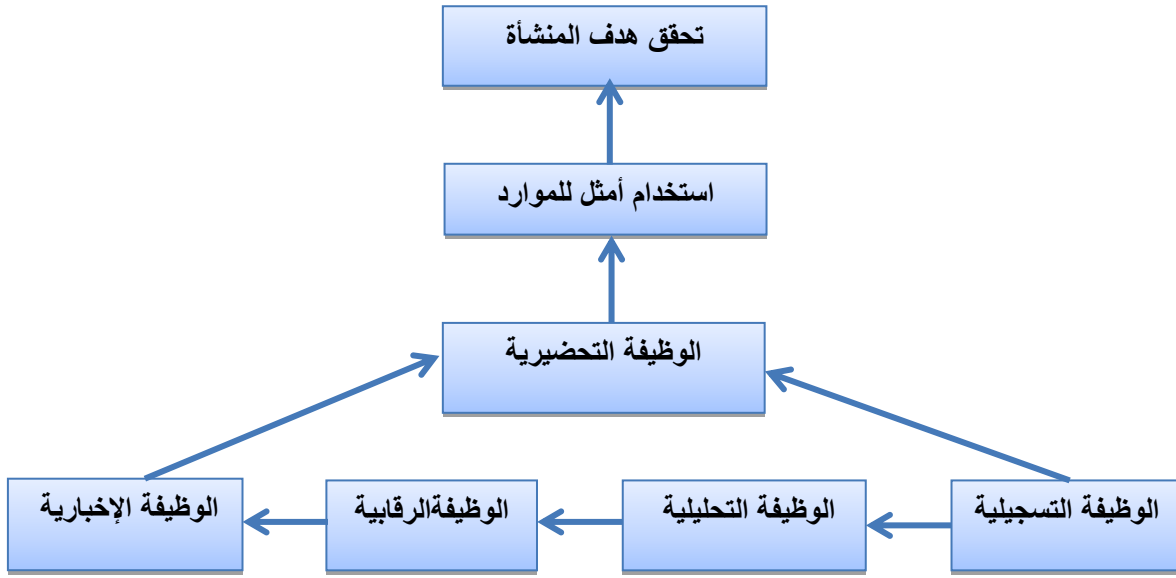 تحقق هدف المنشأة
استخدام أمثل للموارد
الوظيفة التحضيرية
الوظيفة التسجيلية
الوظيفة التحليلية
الوظيفةالرقابية
الوظيفة الإخبارية